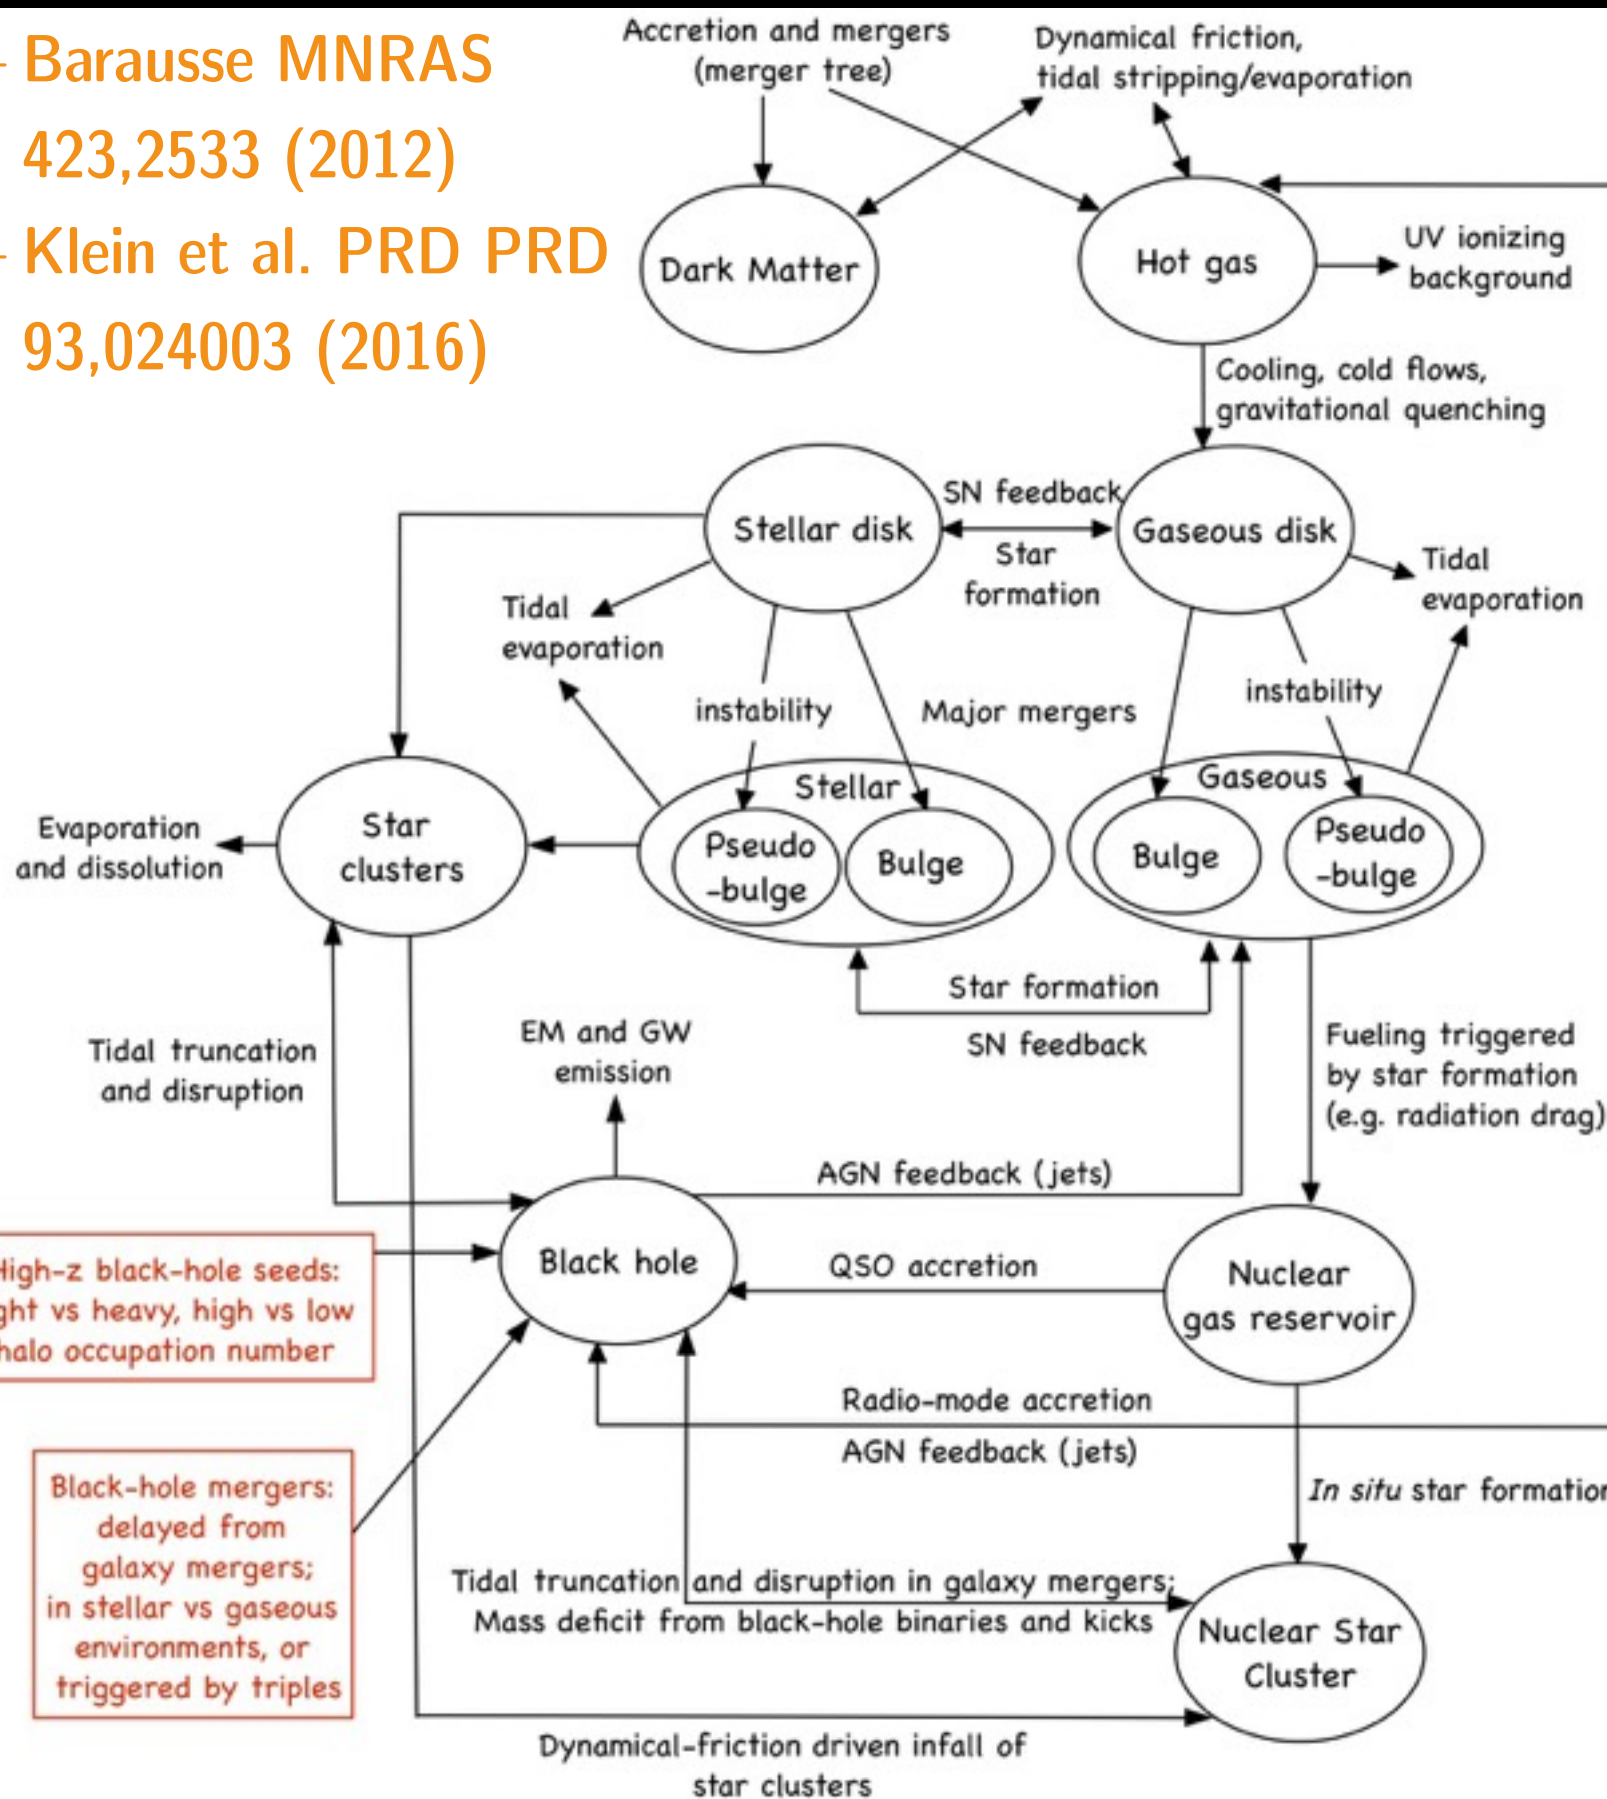 - Barausse MNRAS
423,2533 (2012)
- Klein et al. PRD PRD
93,024003 (2016)
Accretion and mergers
(merger tree)
Dynamical friction,
tidal stripping/evaporation
Dark Matter
Hot gas
UV ionizing
background
Cooling, cold flows,
gravitational quenching
Stellar disk
SN feedback
Star
formation
Gaseous disk
Tidal
evaporation
Tidal
evaporation
instability
Major mergers
instability
Stellar
Pseudo
-bulge
Bulge
Gaseous
Bulge
Pseudo
-bulge
Star
clusters
Evaporation
and dissolution
Star formation
SN feedback
Tidal truncation
and disruption
EM and GW
emission
Fueling triggered
by star formation
(e.g. radiation drag)
AGN feedback (jets)
High-z black-hole seeds:
ght vs heavy, high vs low
halo occupation number
Black hole
QSO accretion
Nuclear
gas reservoir
Radio-mode accretion
AGN feedback (jets)
In situ star formation
Black-hole mergers:
delayed from
galaxy mergers;
in stellar vs gaseous
environments, or
triggered by triples
Tidal truncation and disruption in galaxy mergers;
Mass deficit from black-hole binaries and kicks
Nuclear Star
Cluster
Dynamical-friction driven infall of
star clusters